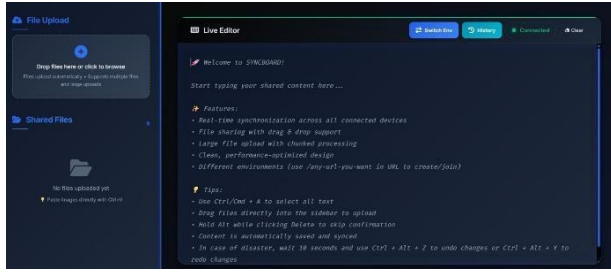 File Upload
Drop files here or click to browse
Files upload automatically • Supports multiple files
and large uploads
Shared Files
No files uploaded yet
💡 Paste images directly with Ctrl+V
Live Editor
Switch Env
History
Connected
Clear
🚀 Welcome to SYNCBOARD!
Start typing your shared content here...
✨ Features:
• Real-time synchronization across all connected devices
• File sharing with drag & drop support
• Large file upload with chunked processing
• Clean, performance-optimized design
• Different environments (use /any-url-you-want in URL to create/join)
💡 Tips:
• Use Ctrl/Cmd + A to select all text
• Drag files directly into the sidebar to upload
• Hold Alt while clicking Delete to skip confirmation
• Content is automatically saved and synced
• In case of disaster, wait 10 seconds and use Ctrl + Alt + Z to undo changes or Ctrl + Alt + Y to
redo changes